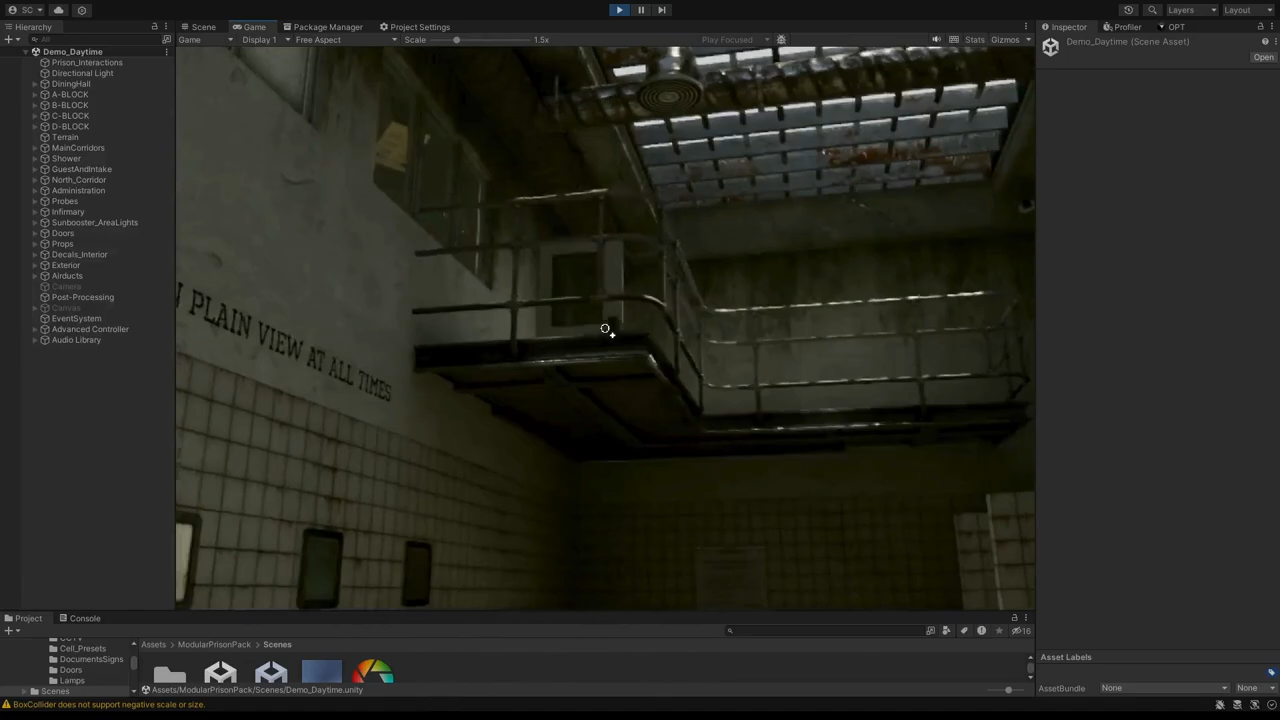 SC
Layers
Layout
Hierarchy
Scene
Game
Package Manager
Project Settings
Inspector
Profiler
OPT
All
Game
Display 1
Free Aspect
Scale
1.5x
Play Focused
Stats
Gizmos
Demo_Daytime (Scene Asset)
Open
Demo_Daytime
Prison_Interactions
Directional Light
DiningHall
A-BLOCK
B-BLOCK
C-BLOCK
D-BLOCK
Terrain
MainCorridors
Shower
GuestAndIntake
North_Corridor
Administration
Probes
Infirmary
Sunbooster_AreaLights
Doors
Props
Decals_Interior
Exterior
Airducts
Camera
Post-Processing
Canvas
EventSystem
Advanced Controller
Audio Library
PLAIN VIEW AT ALL TIMES
Project
Console
16
CCTV
Cell_Presets
DocumentsSigns
Doors
Lamps
Scenes
Assets
ModularPrisonPack
Scenes
Assets/ModularPrisonPack/Scenes/Demo_Daytime.unity
Asset Labels
AssetBundle
None
None
BoxCollider does not support negative scale or size.